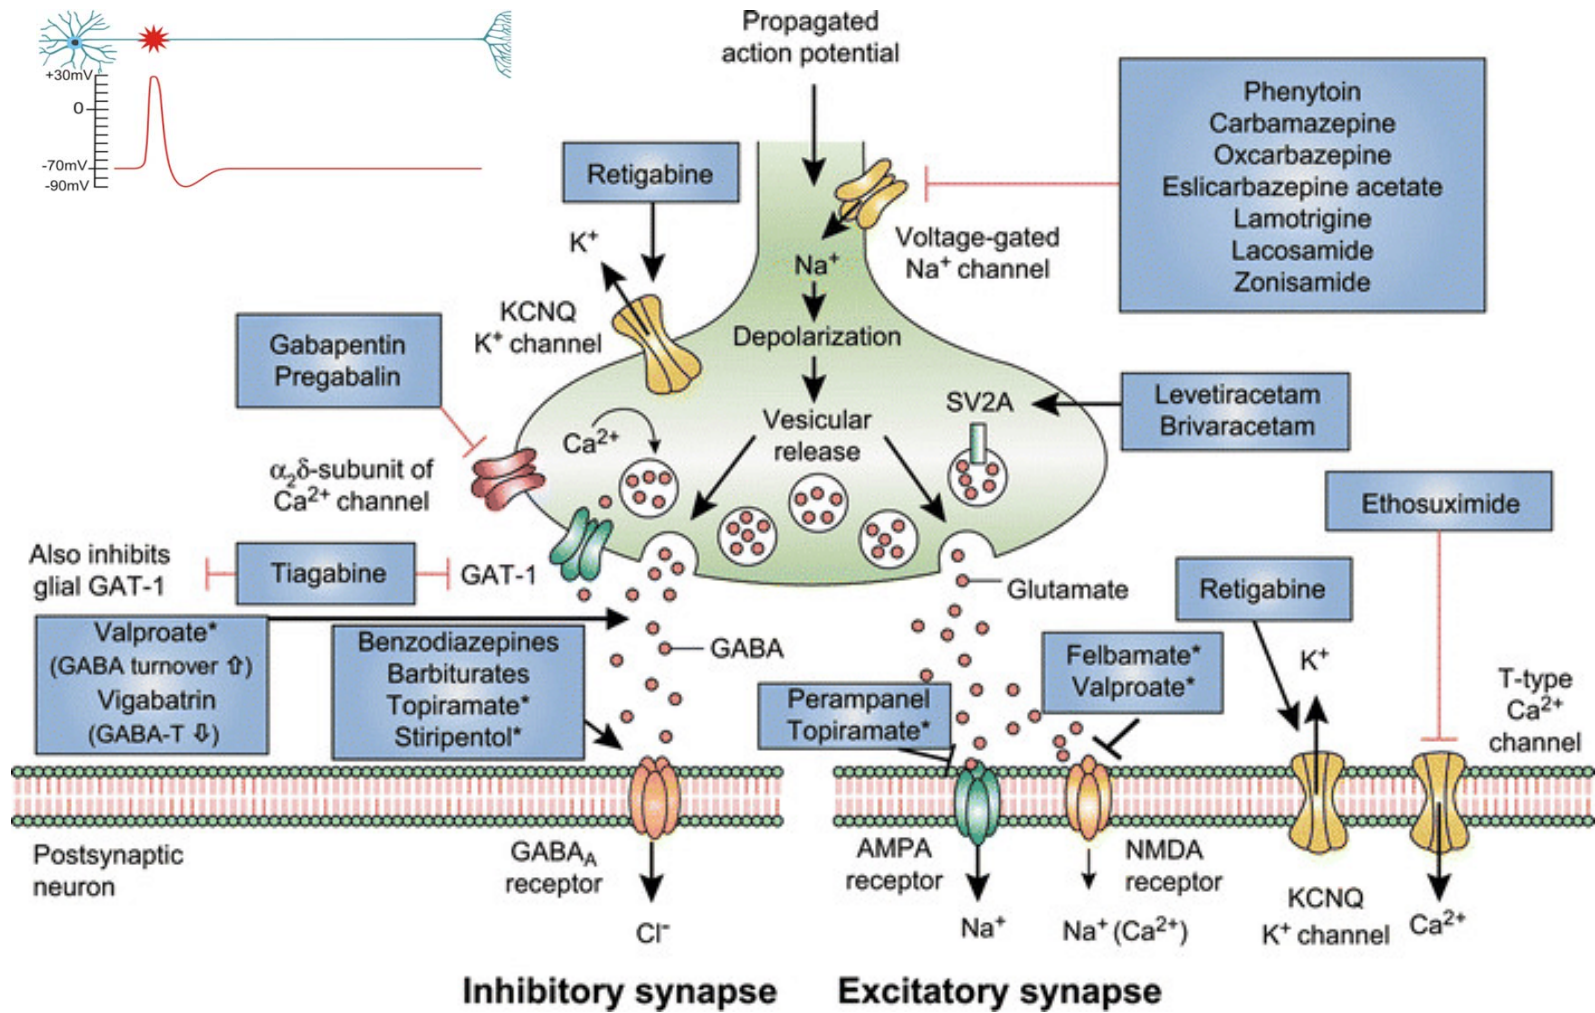 Propagated
action potential
+30mV
0
-70mV
-90mV
Phenytoin
Carbamazepine
Oxcarbazepine
Eslicarbazepine acetate
Lamotrigine
Lacosamide
Zonisamide
Retigabine
K⁺
Voltage-gated
Na⁺ channel
Na⁺
KCNQ
K⁺ channel
Depolarization
Gabapentin
Pregabalin
Vesicular
release
SV2A
Levetiracetam
Brivaracetam
Ca²⁺
α₂δ-subunit of
Ca²⁺ channel
Ethosuximide
Also inhibits
glial GAT-1
Tiagabine
GAT-1
Glutamate
Retigabine
Valproate*
(GABA turnover ⇧)
Vigabatrin
(GABA-T ⇩)
Benzodiazepines
Barbiturates
Topiramate*
Stiripentol*
GABA
Felbamate*
Valproate*
K⁺
T-type
Ca²⁺
channel
Perampanel
Topiramate*
Postsynaptic
neuron
GABA_A
receptor
AMPA
receptor
NMDA
receptor
KCNQ
K⁺ channel
Cl⁻
Na⁺
Na⁺ (Ca²⁺)
Ca²⁺
Inhibitory synapse
Excitatory synapse